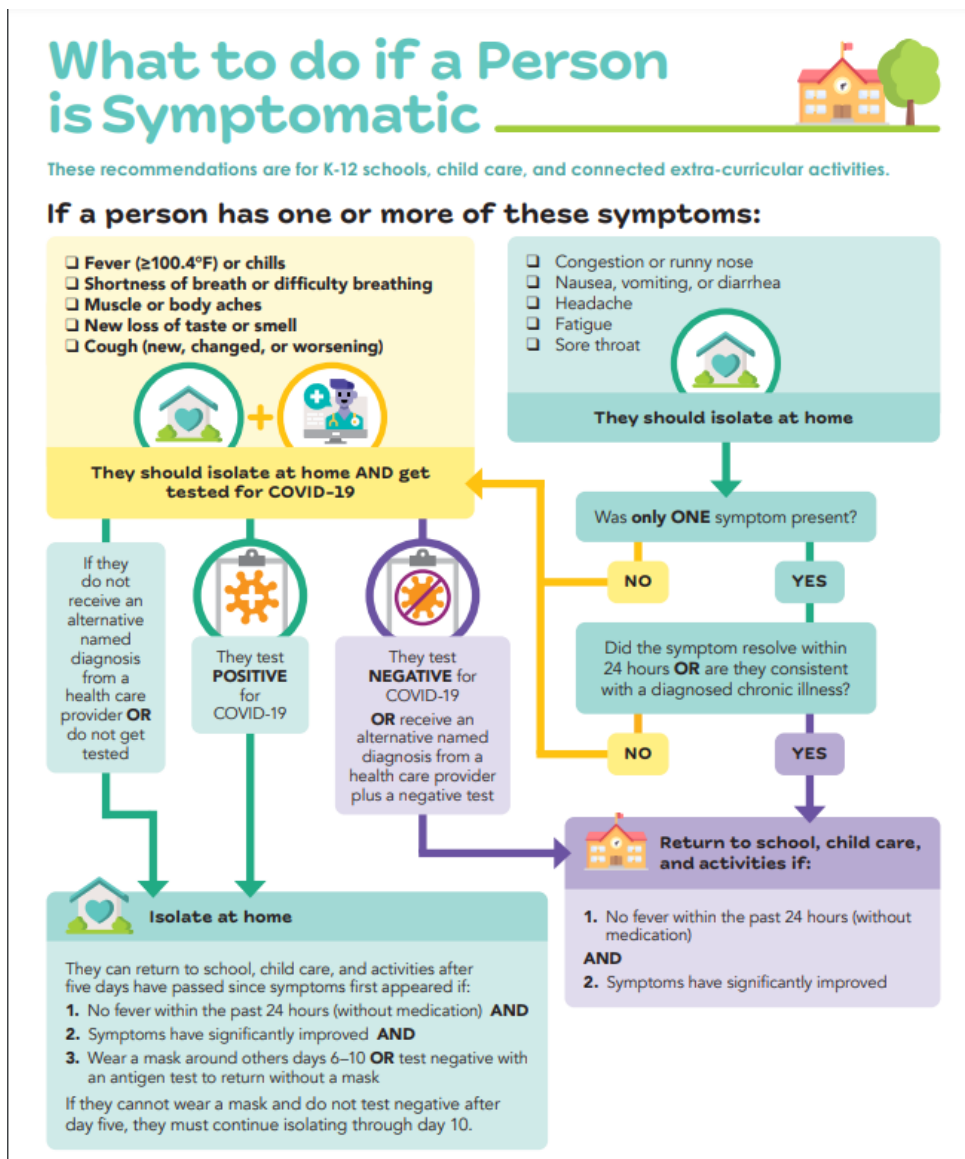 What to do if a Person
is Symptomatic
These recommendations are for K-12 schools, child care, and connected extra-curricular activities.
If a person has one or more of these symptoms:
❑ Fever (≥100.4°F) or chills
❑ Shortness of breath or difficulty breathing
❑ Muscle or body aches
❑ New loss of taste or smell
❑ Cough (new, changed, or worsening)
They should isolate at home AND get
tested for COVID-19
❑ Congestion or runny nose
❑ Nausea, vomiting, or diarrhea
❑ Headache
❑ Fatigue
❑ Sore throat
They should isolate at home
Was only ONE symptom present?
NO
YES
Did the symptom resolve within
24 hours OR are they consistent
with a diagnosed chronic illness?
NO
YES
If they
do not
receive an
alternative
named
diagnosis
from a
health care
provider OR
do not get
tested
They test
POSITIVE
for
COVID-19
They test
NEGATIVE for
COVID-19
OR receive an
alternative named
diagnosis from a
health care provider
plus a negative test
Return to school, child care,
and activities if:
1. No fever within the past 24 hours (without
medication)
AND
2. Symptoms have significantly improved
Isolate at home
They can return to school, child care, and activities after
five days have passed since symptoms first appeared if:
1. No fever within the past 24 hours (without medication) AND
2. Symptoms have significantly improved AND
3. Wear a mask around others days 6–10 OR test negative with
an antigen test to return without a mask
If they cannot wear a mask and do not test negative after
day five, they must continue isolating through day 10.